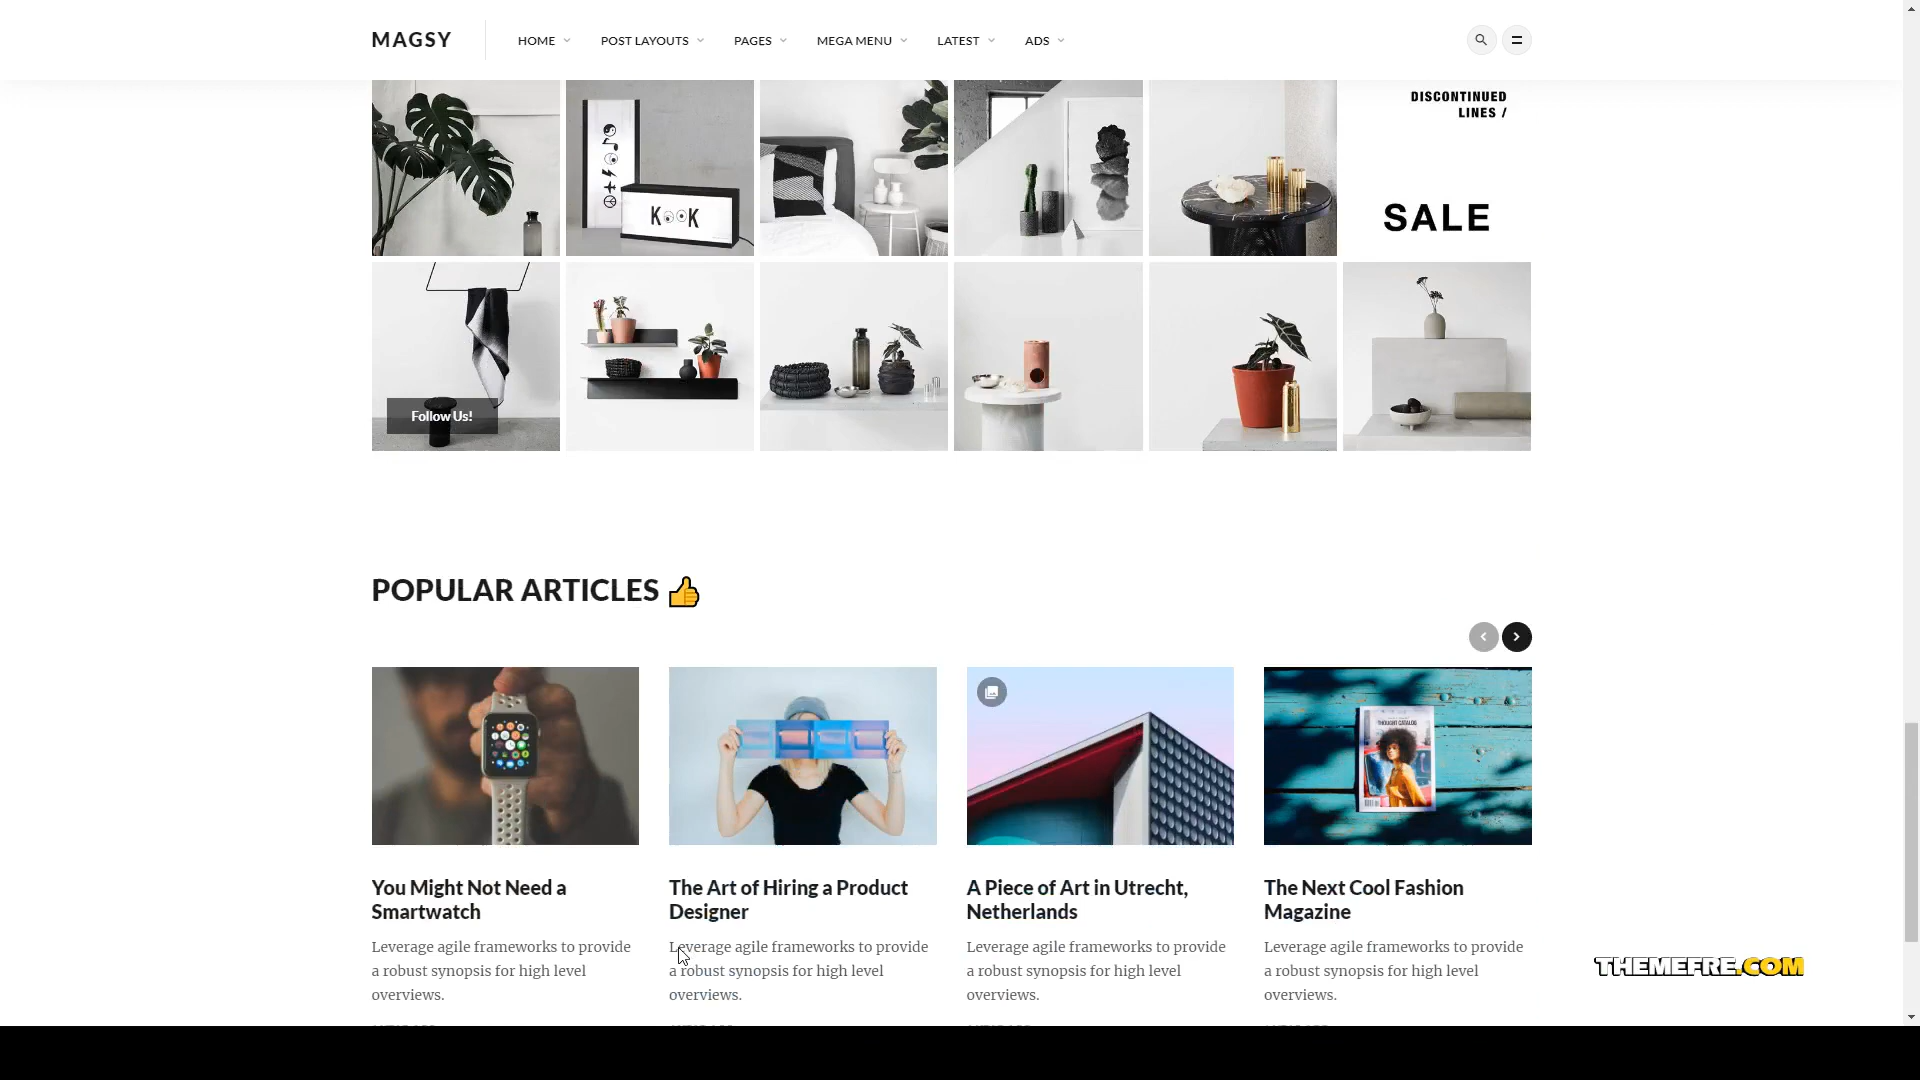 MAGSY
HOME
POST LAYOUTS
PAGES
MEGA MENU
LATEST
ADS
DISCONTINUED
LINES /
KOOK
SALE
Follow Us!
POPULAR ARTICLES
THOUGHT CATALOG
You Might Not Need a
Smartwatch
Leverage agile frameworks to provide
a robust synopsis for high level
overviews.
The Art of Hiring a Product
Designer
Leverage agile frameworks to provide
a robust synopsis for high level
overviews.
A Piece of Art in Utrecht,
Netherlands
Leverage agile frameworks to provide
a robust synopsis for high level
overviews.
The Next Cool Fashion
Magazine
Leverage agile frameworks to provide
a robust synopsis for high level
overviews.
THEMEFRE.COM